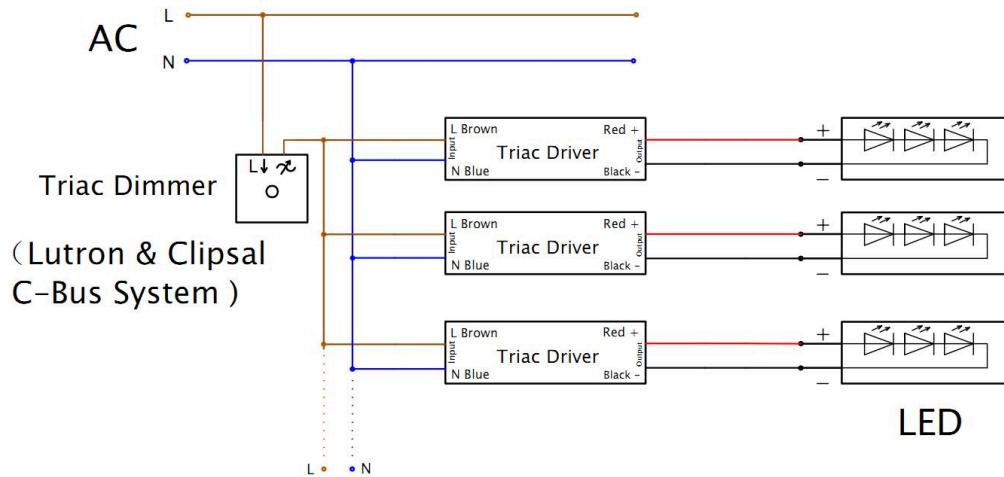 L
AC
N
L Brown
Red +
Input
Triac Driver
Output
N Blue
Black -
+
−
L
Triac Dimmer
(Lutron & Clipsal
C-Bus System )
L Brown
Red +
Input
Triac Driver
Output
N Blue
Black -
+
−
L Brown
Red +
Input
Triac Driver
Output
N Blue
Black -
+
−
LED
L
N